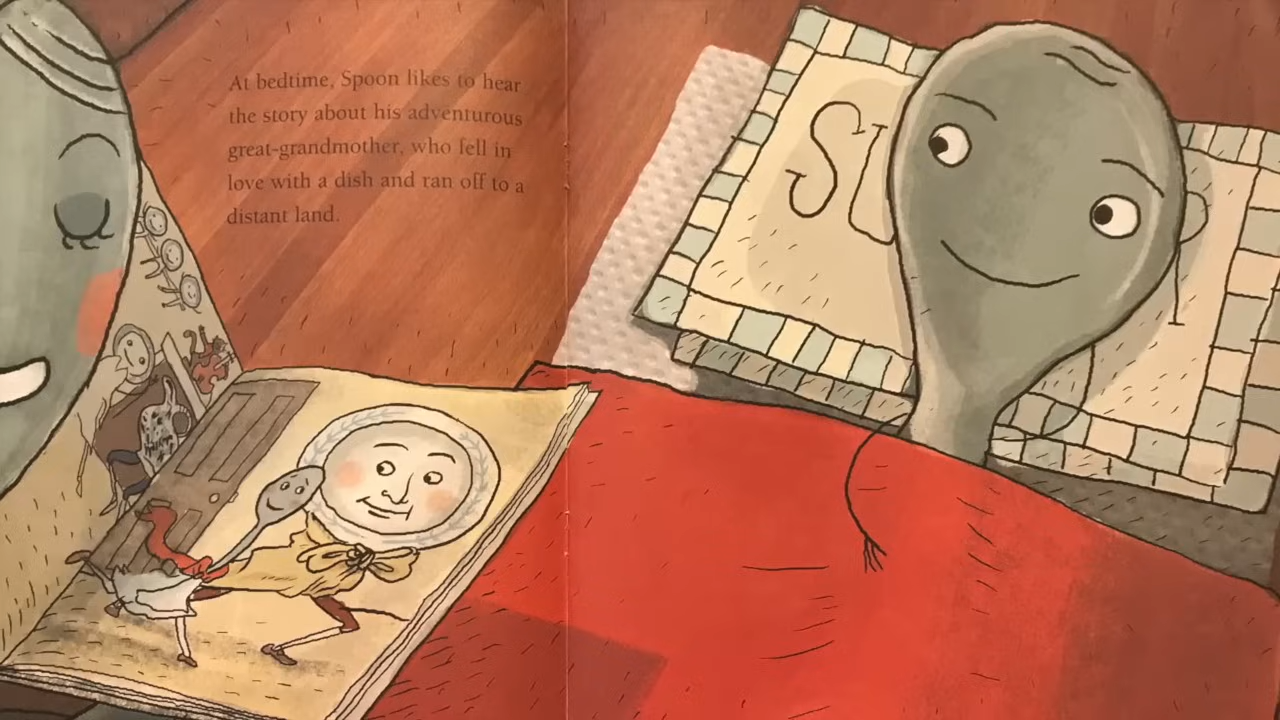 At bedtime, Spoon likes to hear
the story about his adventurous
great-grandmother, who fell in
love with a dish and ran off to a
distant land.